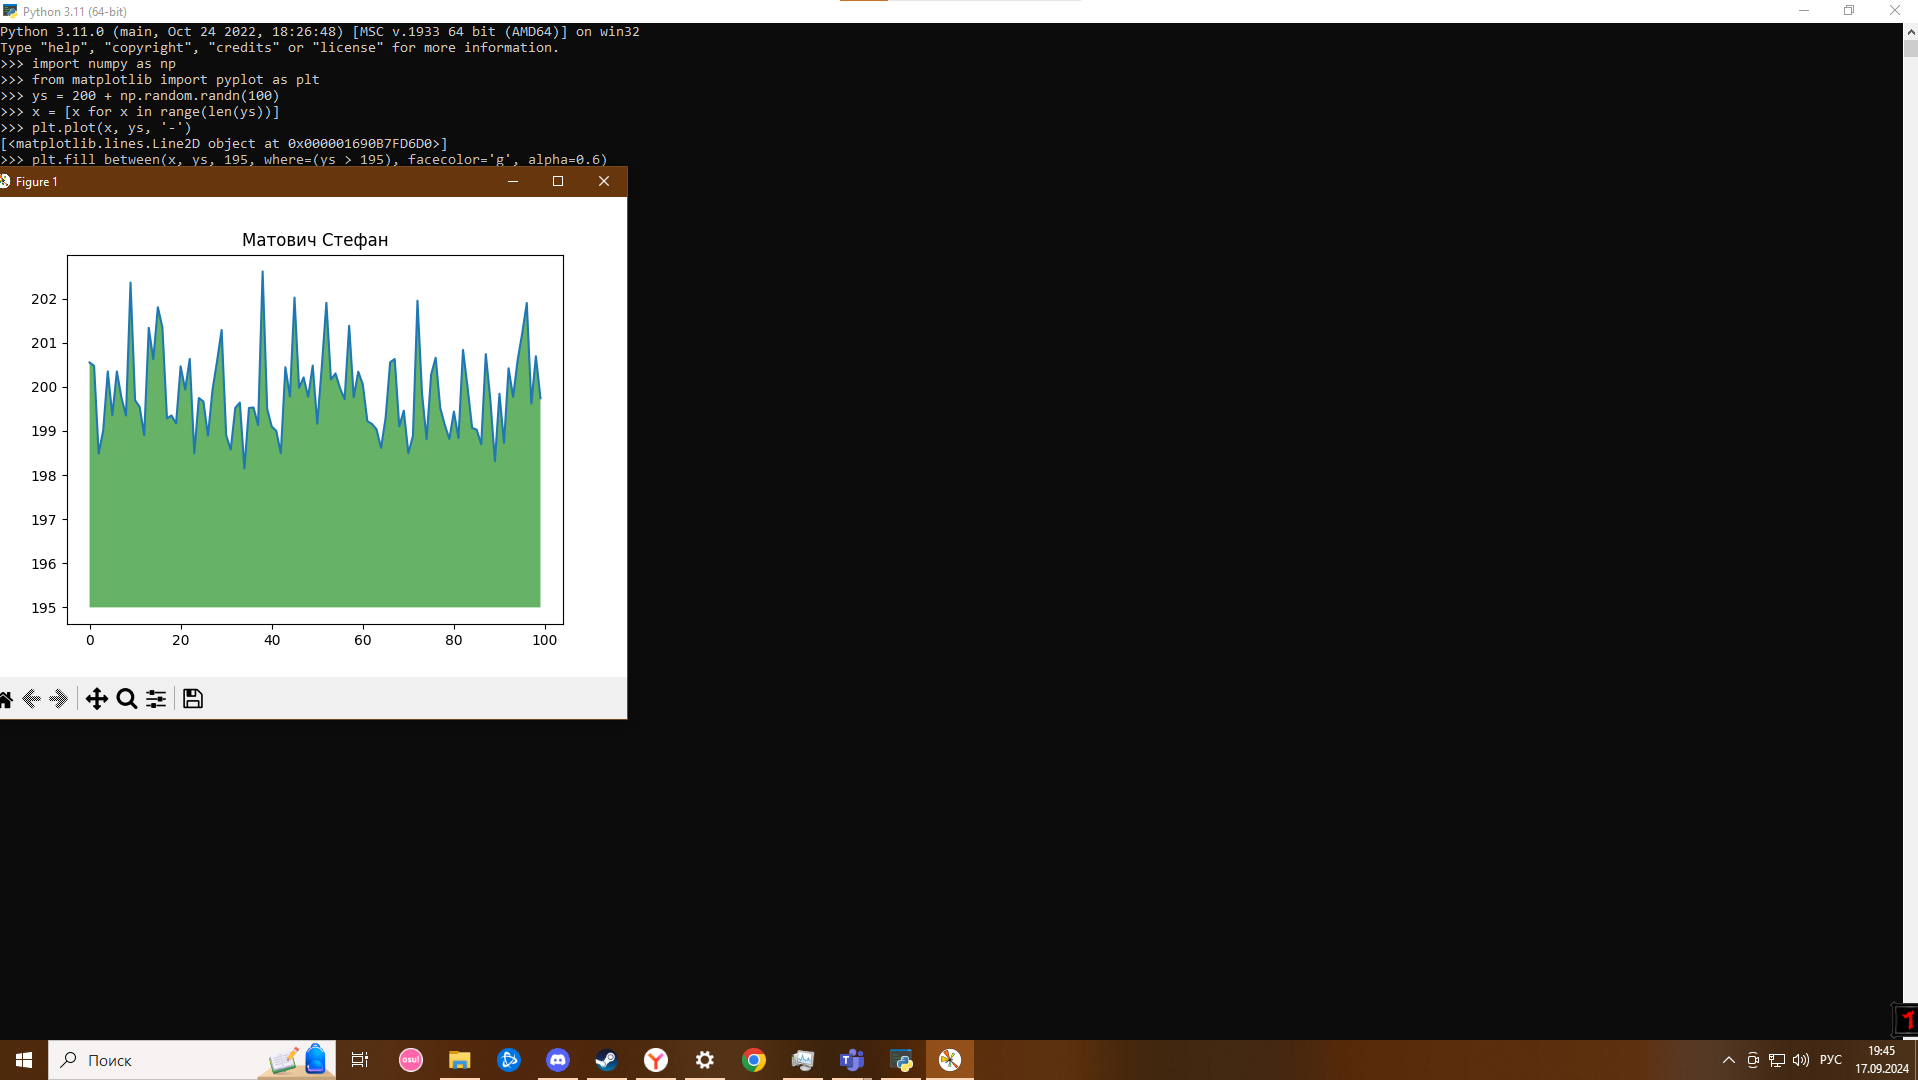 Python 3.11 (64-bit)
Python 3.11.0 (main, Oct 24 2022, 18:26:48) [MSC v.1933 64 bit (AMD64)] on win32
Type "help", "copyright", "credits" or "license" for more information.
>>> import numpy as np
>>> from matplotlib import pyplot as plt
>>> ys = 200 + np.random.randn(100)
>>> x = [x for x in range(len(ys))]
>>> plt.plot(x, ys, '-')
[<matplotlib.lines.Line2D object at 0x000001690B7FD6D0>]
>>> plt.fill_between(x, ys, 195, where=(ys > 195), facecolor='g', alpha=0.6)
Figure 1
Матович Стефан
202
201
200
199
198
197
196
195
0 20 40 60 80 100
Поиск
osu!
РУС
19:45
17.09.2024